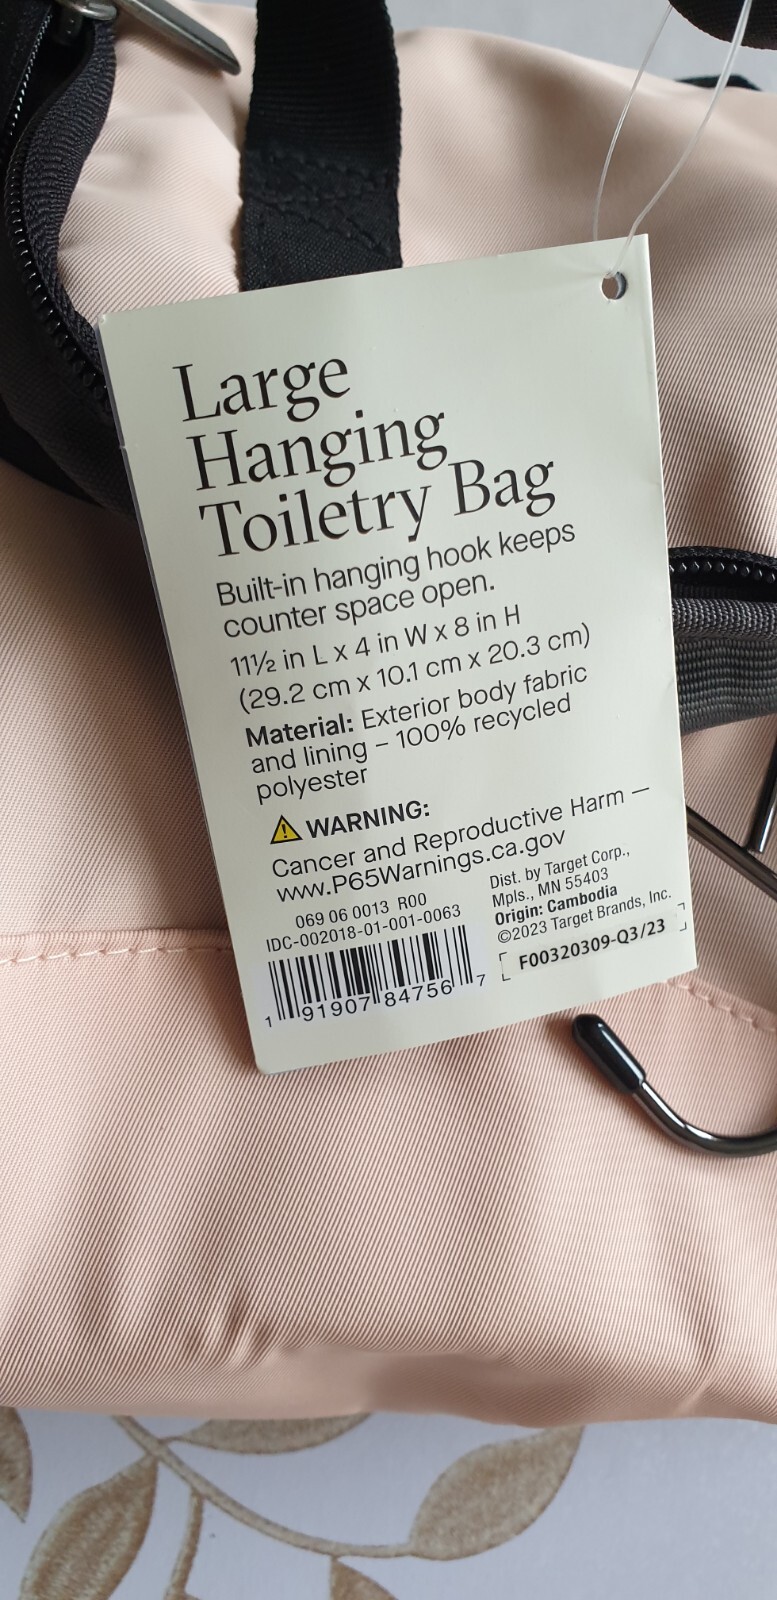 Large
Hanging
Toiletry Bag
Built-in hanging hook keeps
counter space open.
11½ in L x 4 in W x 8 in H
(29.2 cm x 10.1 cm x 20.3 cm)
Material: Exterior body fabric
and lining – 100% recycled
polyester
WARNING:
Cancer and Reproductive Harm —
www.P65Warnings.ca.gov
069 06 0013 R00
IDC-002018-01-001-0063
1 91907 84756 7
Dist. by Target Corp.,
Mpls., MN 55403
Origin: Cambodia
©2023 Target Brands, Inc.
F00320309-Q3/23